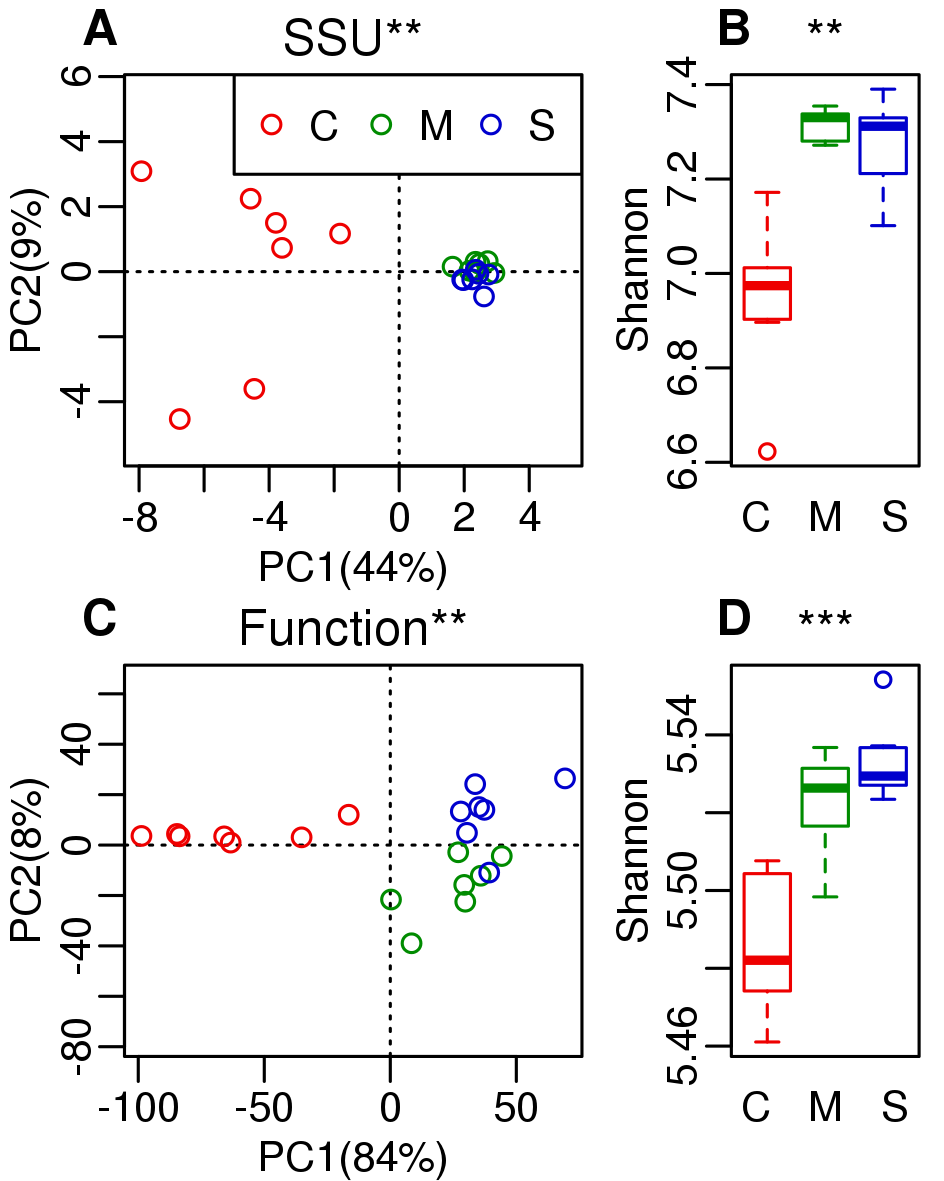 A
SSU**
B
**
C M S
PC2(9%)
6
4
2
0
-4
-8 -4 0 2 4
PC1(44%)
Shannon
7.4
7.2
7.0
6.8
6.6
C M S
C
Function**
D
***
PC2(8%)
40
0
-40
-80
-100 -50 0 50
PC1(84%)
Shannon
5.54
5.50
5.46
C M S